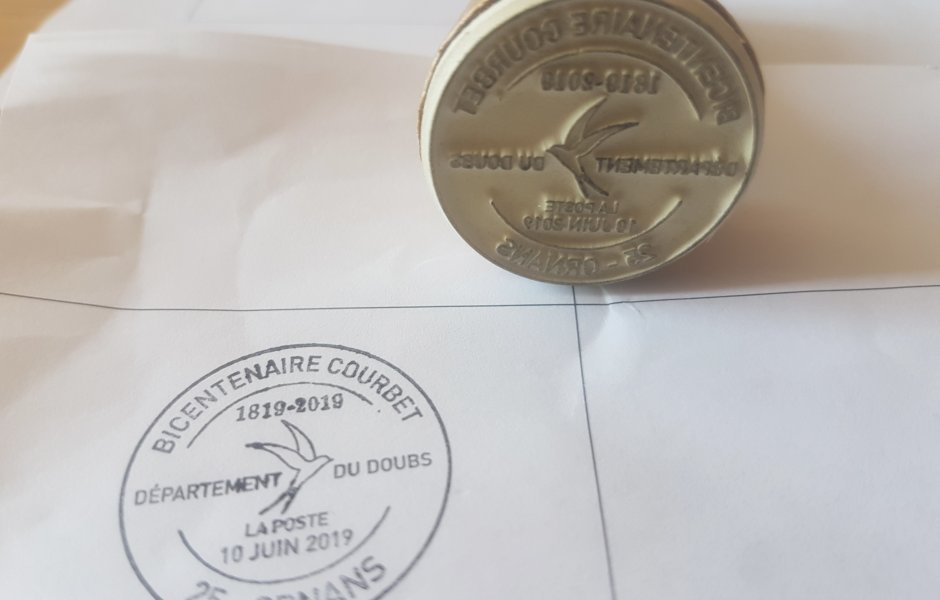 BICENTENAIRE COURBET
1819-2019
DÉPARTEMENT DU DOUBS
LA POSTE
10 JUIN 2019
25 - ORNANS
BICENTENAIRE COURBET
1819-2019
DÉPARTEMENT DU DOUBS
LA POSTE
10 JUIN 2019
25 ORNANS